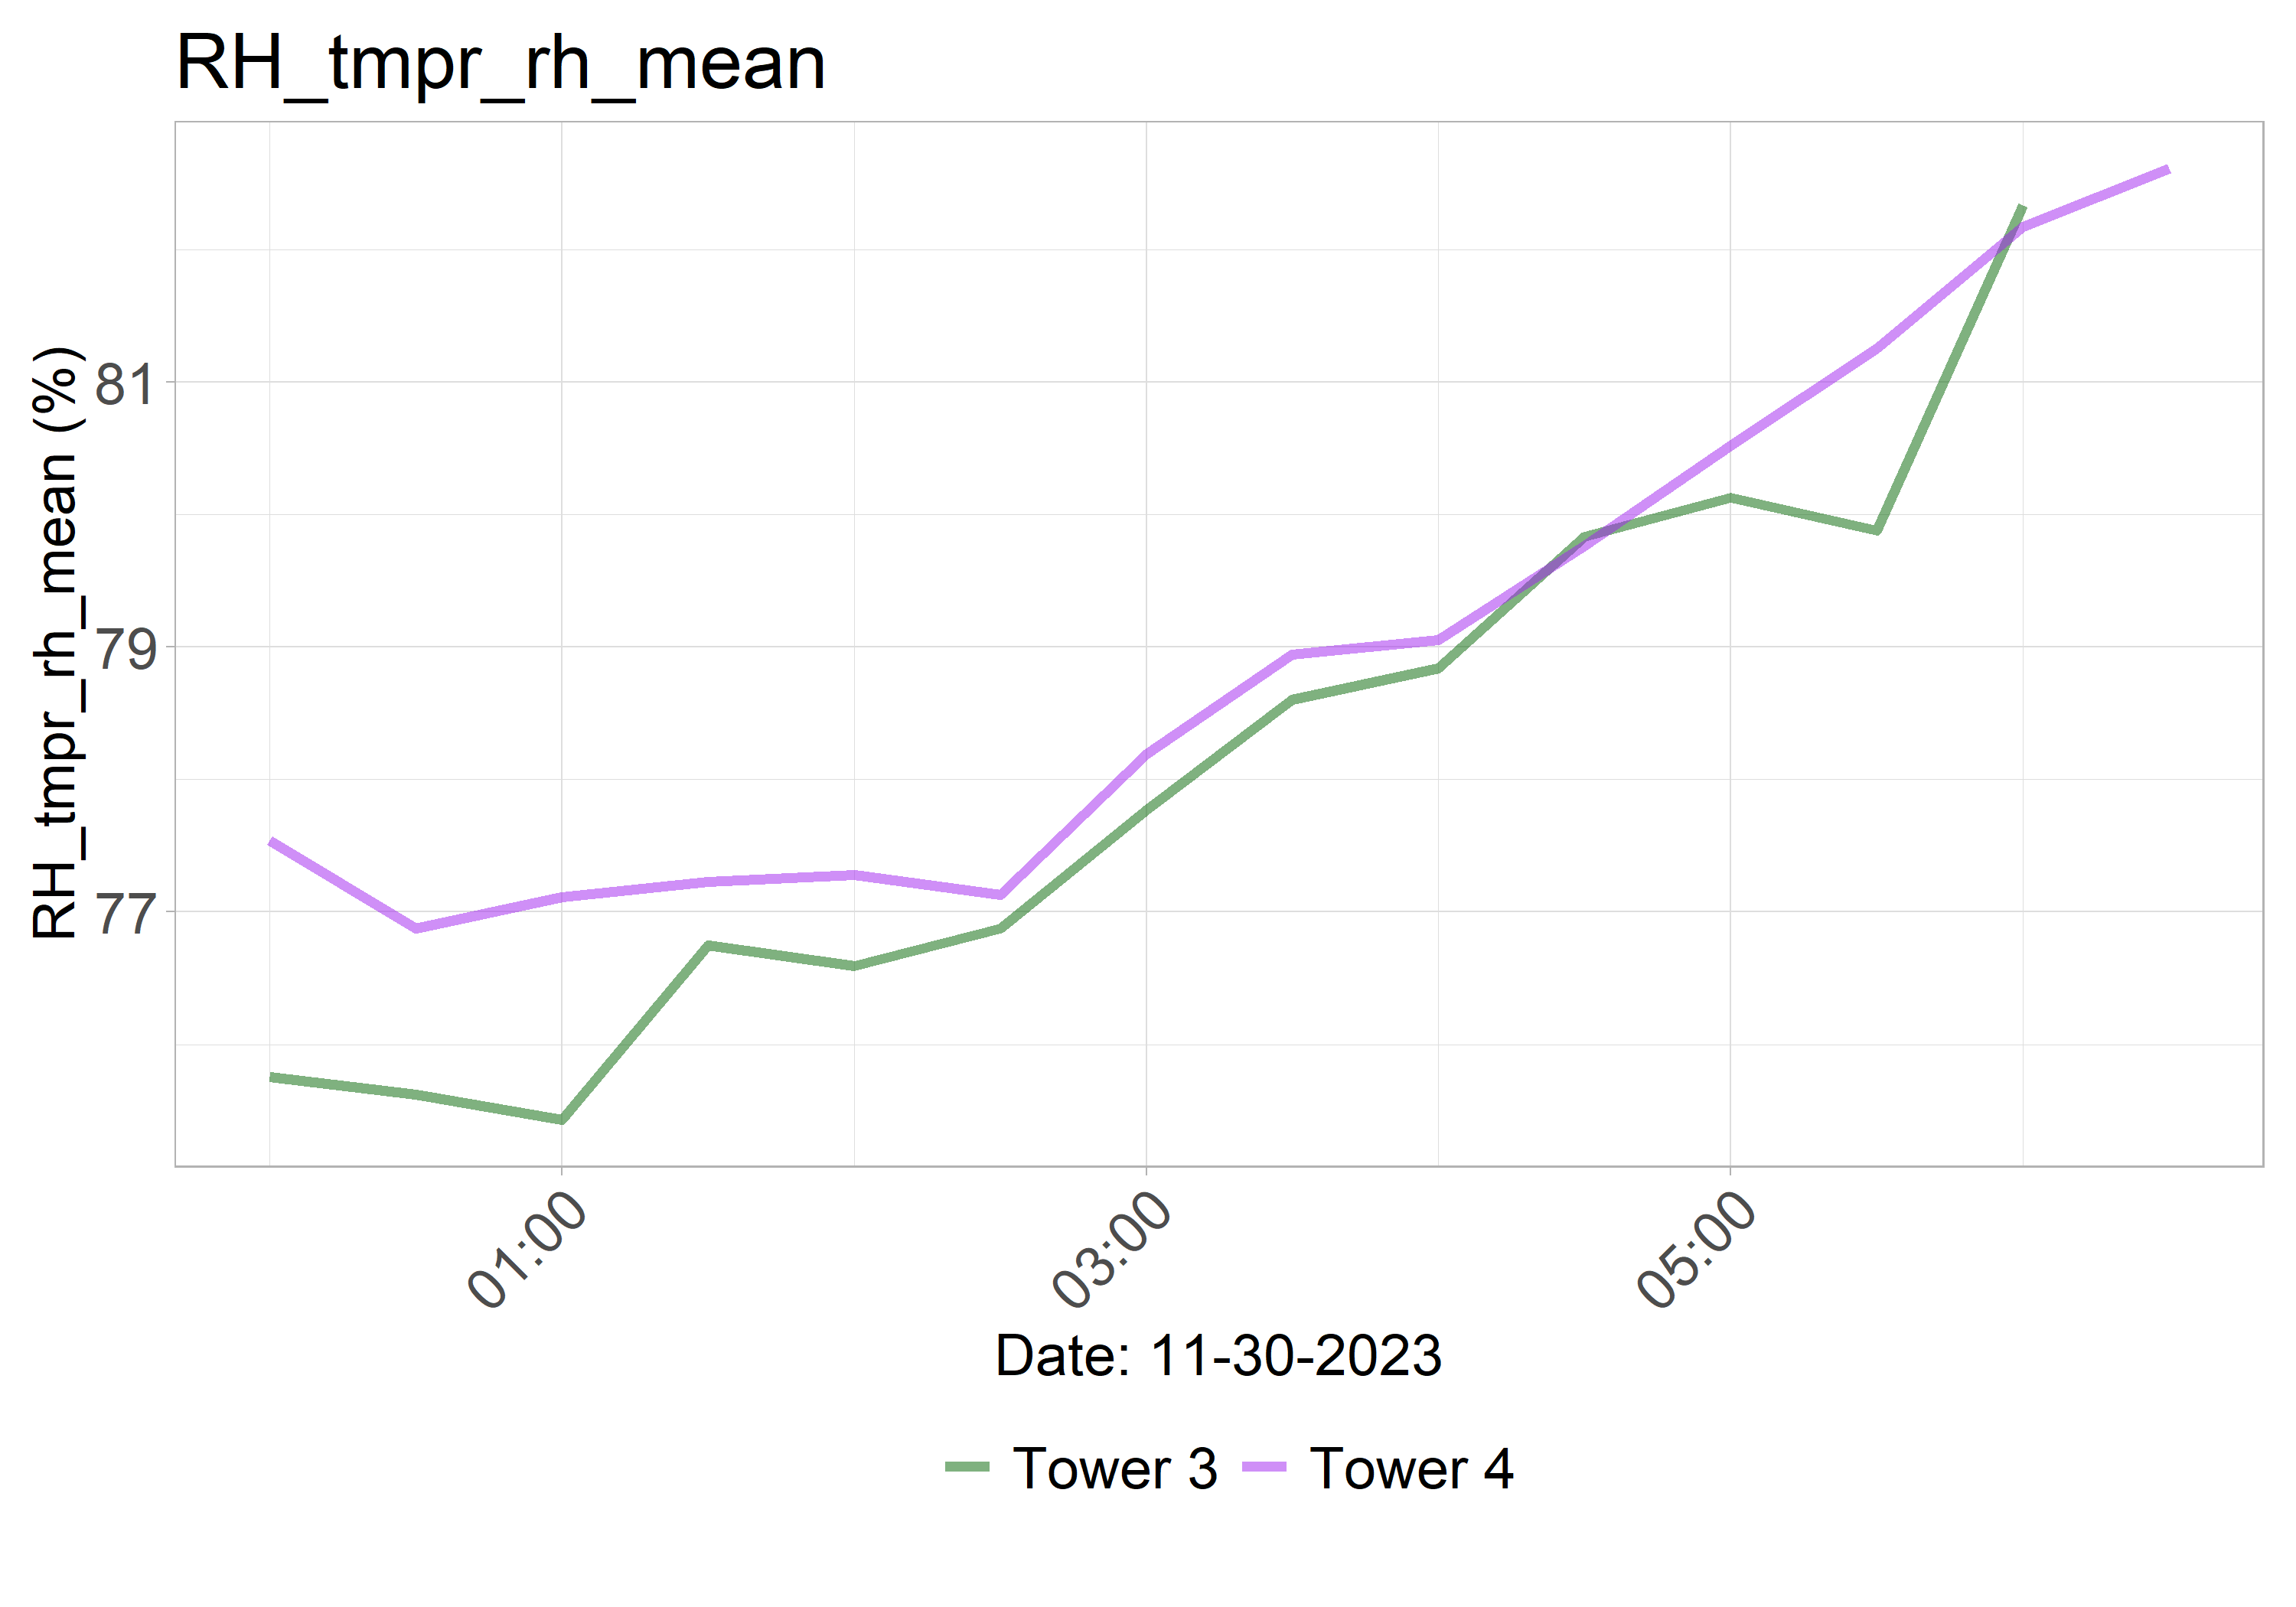 RH_tmpr_rh_mean
RH_tmpr_rh_mean (%)
81
79
77
01:00
03:00
05:00
Date: 11-30-2023
Tower 3
Tower 4